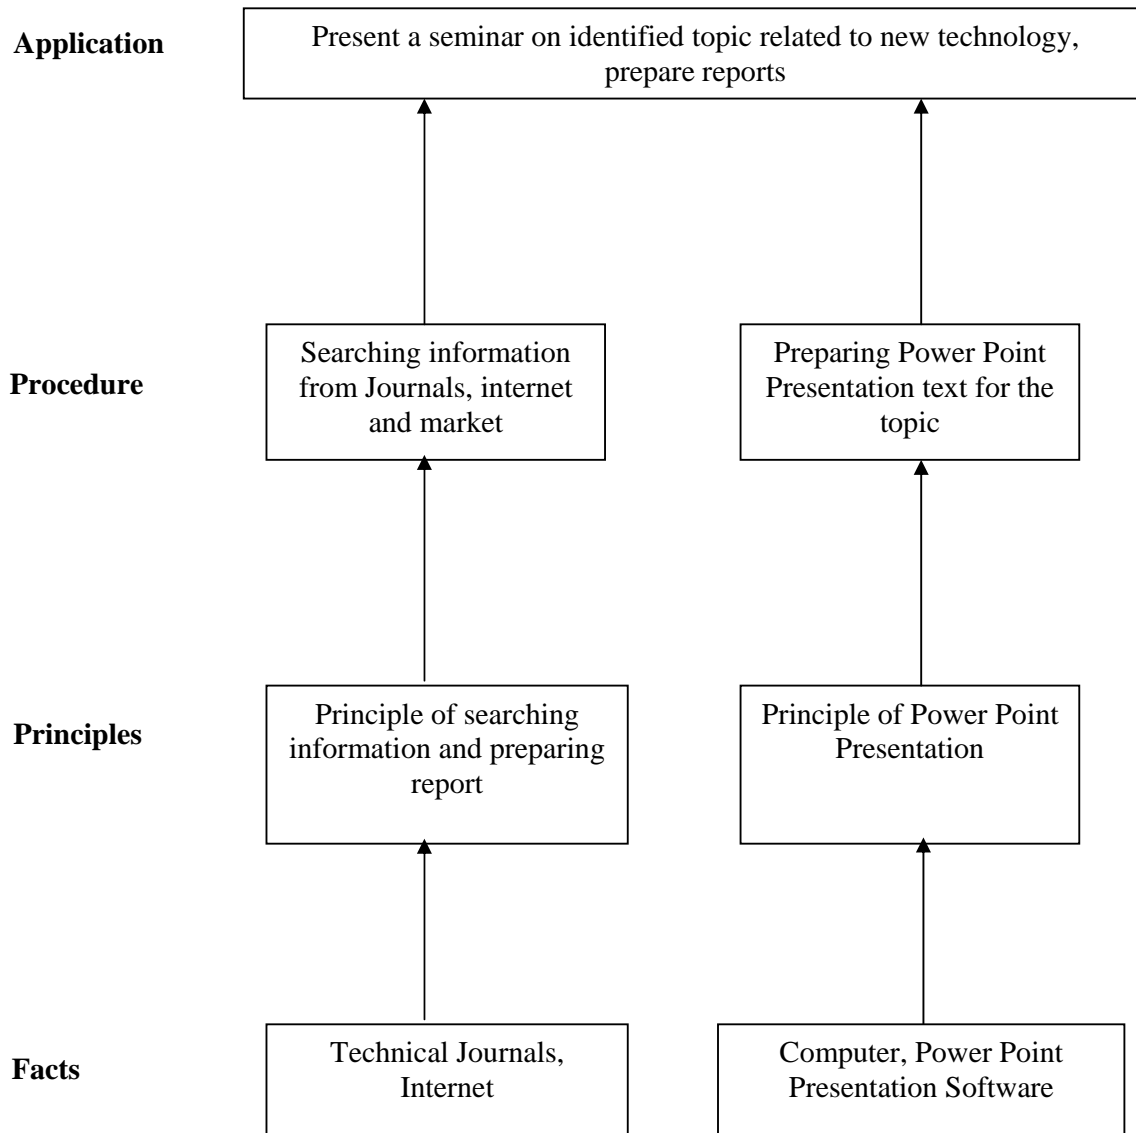 Application
Present a seminar on identified topic related to new technology,
prepare reports
Procedure
Searching information
from Journals, internet
and market
Preparing Power Point
Presentation text for the
topic
Principles
Principle of searching
information and preparing
report
Principle of Power Point
Presentation
Facts
Technical Journals,
Internet
Computer, Power Point
Presentation Software